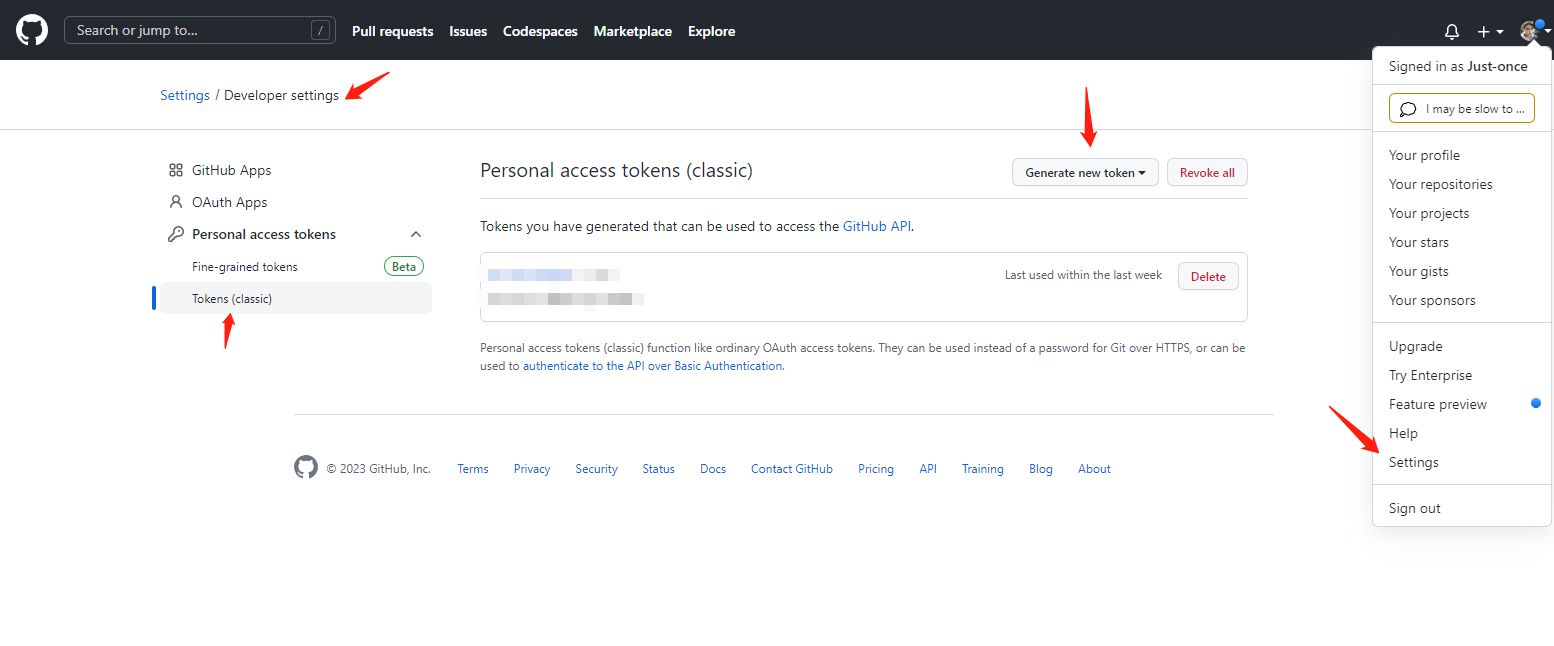 Search or jump to... /
Pull requests
Issues
Codespaces
Marketplace
Explore
Signed in as Just-once
I may be slow to ...
Your profile
Your repositories
Your projects
Your stars
Your gists
Your sponsors
Upgrade
Try Enterprise
Feature preview
Help
Settings
Sign out
Settings / Developer settings
GitHub Apps
OAuth Apps
Personal access tokens
Fine-grained tokens Beta
Tokens (classic)
Personal access tokens (classic)
Generate new token
Revoke all
Tokens you have generated that can be used to access the GitHub API.
Last used within the last week
Delete
Personal access tokens (classic) function like ordinary OAuth access tokens. They can be used instead of a password for Git over HTTPS, or can be
used to authenticate to the API over Basic Authentication.
© 2023 GitHub, Inc.
Terms
Privacy
Security
Status
Docs
Contact GitHub
Pricing
API
Training
Blog
About